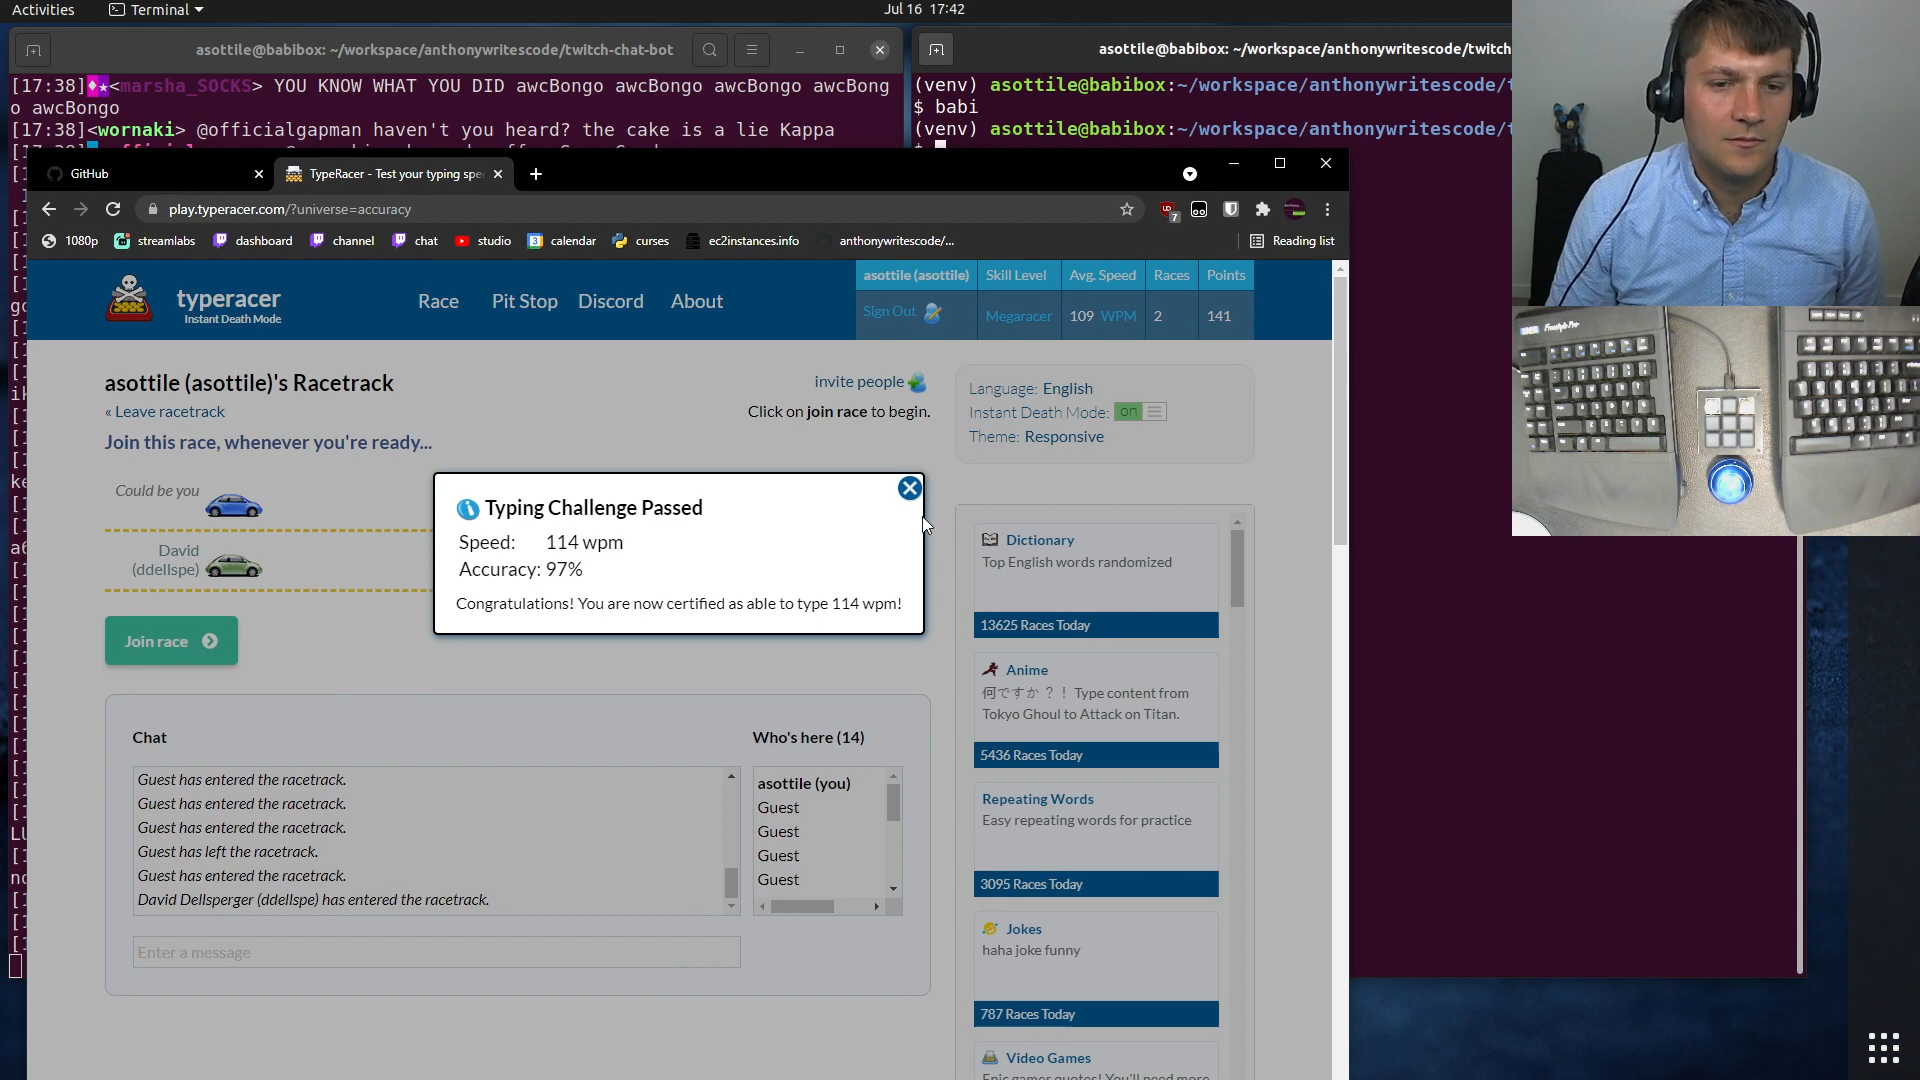 Activities
Terminal
Jul 16 17:42
asottile@babibox: ~/workspace/anthonywritescode/twitch-chat-bot
asottile@babibox: ~/workspace/anthonywritescode/twitch
[17:38]<marsha_SOCKS> YOU KNOW WHAT YOU DID awcBongo awcBongo awcBongo awcBong
o awcBongo
[17:38]<wornaki> @officialgapman haven't you heard? the cake is a lie Kappa
(venv) asottile@babibox:~/workspace/anthonywritescode/t
$ babi
(venv) asottile@babibox:~/workspace/anthonywritescode/t
$
GitHub
TypeRacer - Test your typing spe
play.typeracer.com/?universe=accuracy
7
1080p
streamlabs
dashboard
channel
chat
studio
calendar
curses
ec2instances.info
anthonywritescode/...
Reading list
typeracer
Instant Death Mode
Race
Pit Stop
Discord
About
asottile (asottile)
Skill Level
Avg. Speed
Races
Points
Sign Out
Megaracer
109 WPM
2
141
asottile (asottile)'s Racetrack
« Leave racetrack
Join this race, whenever you're ready...
invite people
Click on join race to begin.
Language: English
Instant Death Mode: on
Theme: Responsive
Could be you
David
(ddellspe)
Join race
Typing Challenge Passed
Speed: 114 wpm
Accuracy: 97%
Congratulations! You are now certified as able to type 114 wpm!
Chat
Guest has entered the racetrack.
Guest has entered the racetrack.
Guest has entered the racetrack.
Guest has left the racetrack.
Guest has entered the racetrack.
David Dellsperger (ddellspe) has entered the racetrack.
Enter a message
Who's here (14)
asottile (you)
Guest
Guest
Guest
Guest
Dictionary
Top English words randomized
13625 Races Today
Anime
何ですか？！ Type content from
Tokyo Ghoul to Attack on Titan.
5436 Races Today
Repeating Words
Easy repeating words for practice
3095 Races Today
Jokes
haha joke funny
787 Races Today
Video Games
Freestyle Pro